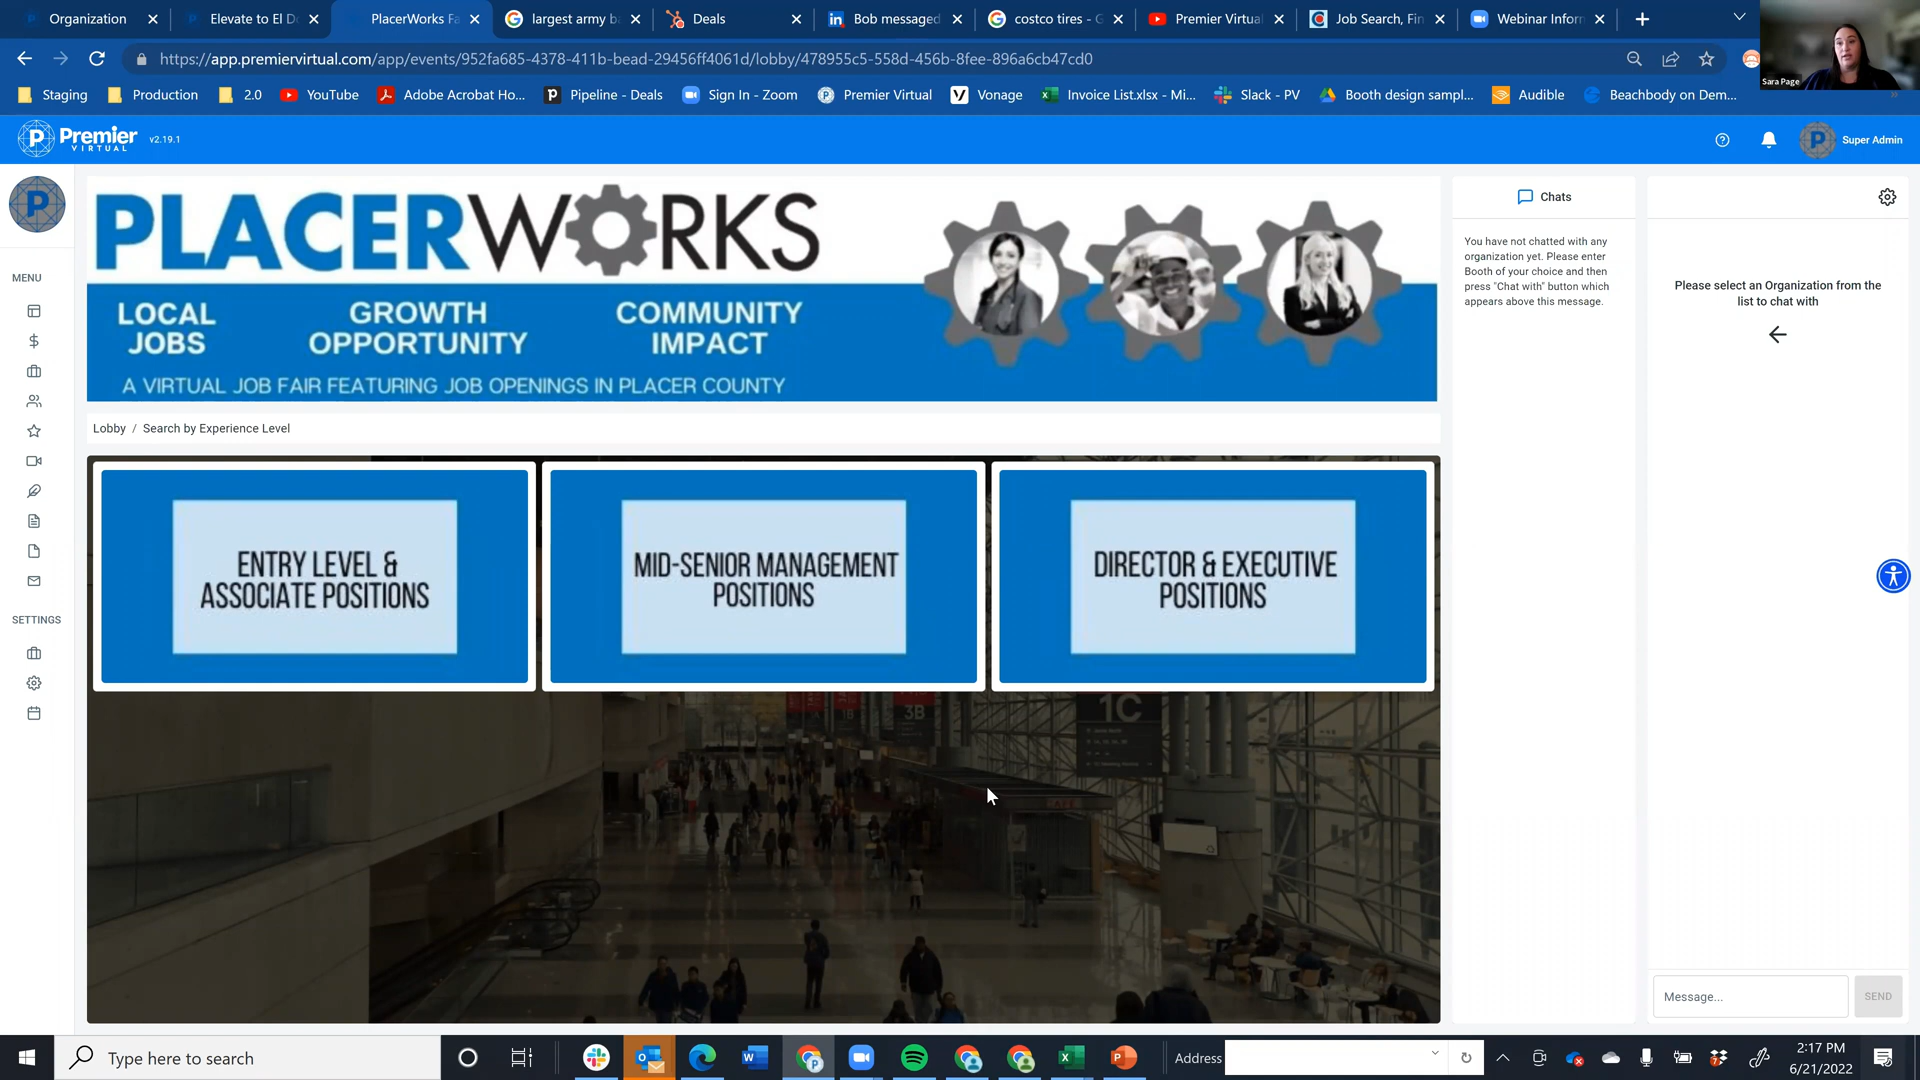 Organization
Elevate to El D
PlacerWorks Fa
largest army b
Deals
Bob messaged
costco tires - G
Premier Virtual
Job Search, Fin
Webinar Inform
https://app.premiervirtual.com/app/events/952fa685-4378-411b-bead-29456ff4061d/lobby/478955c5-558d-456b-8fee-896a6cb47cd0
Staging
Production
2.0
YouTube
Adobe Acrobat Ho...
Pipeline - Deals
Sign In - Zoom
Premier Virtual
Vonage
Invoice List.xlsx - Mi...
Slack - PV
Booth design sampl...
Audible
Beachbody on Dem...
Sara Page
Premier
VIRTUAL
v2.19.1
Super Admin
MENU
SETTINGS
PLACERWORKS
LOCAL
JOBS
GROWTH
OPPORTUNITY
COMMUNITY
IMPACT
A VIRTUAL JOB FAIR FEATURING JOB OPENINGS IN PLACER COUNTY
Lobby / Search by Experience Level
ENTRY LEVEL &
ASSOCIATE POSITIONS
MID-SENIOR MANAGEMENT
POSITIONS
DIRECTOR & EXECUTIVE
POSITIONS
3B
1B
1C
Chats
You have not chatted with any
organization yet. Please enter
Booth of your choice and then
press "Chat with" button which
appears above this message.
Please select an Organization from the
list to chat with
Message...
SEND
Type here to search
Address
2:17 PM
6/21/2022